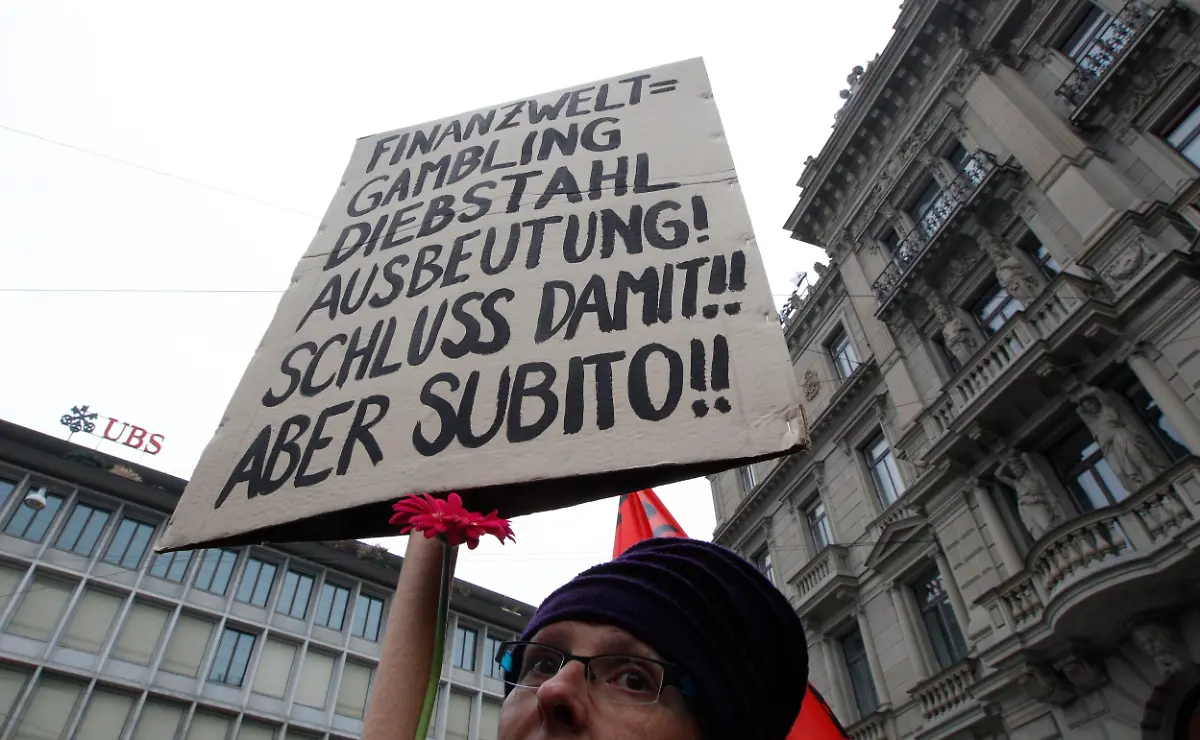 FINANZWELT=
GAMBLING
DIEBSTAHL
AUSBEUTUNG!
SCHLUSS DAMIT!!
ABER SUBITO!!
UBS